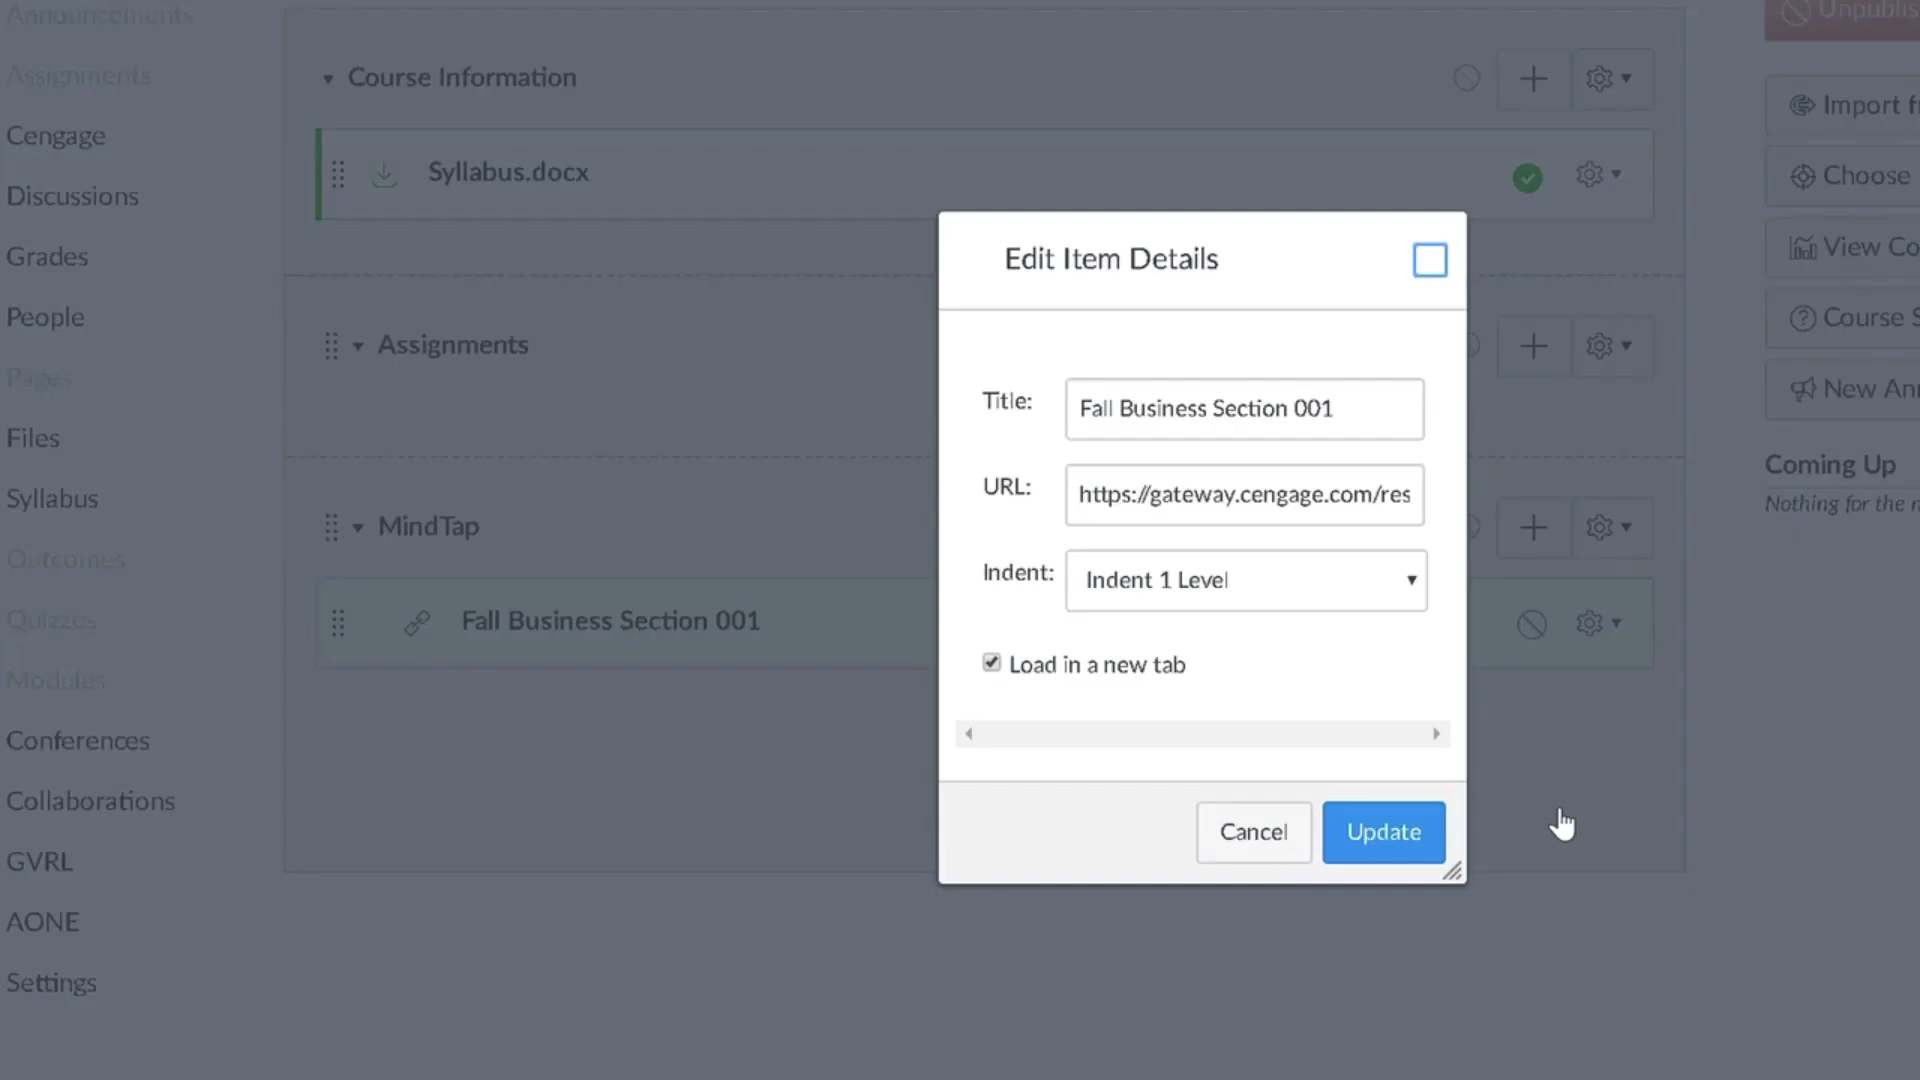 Announcements
Assignments
Cengage
Discussions
Grades
People
Pages
Files
Syllabus
Outcomes
Quizzes
Modules
Conferences
Collaborations
GVRL
AONE
Settings
Course Information
Syllabus.docx
Assignments
MindTap
Fall Business Section 001
Edit Item Details
Title: Fall Business Section 001
URL: https://gateway.cengage.com/res
Indent: Indent 1 Level
Load in a new tab
Cancel Update
Unpublis
Import f
Choose
View Co
Course S
New Ann
Coming Up
Nothing for the n